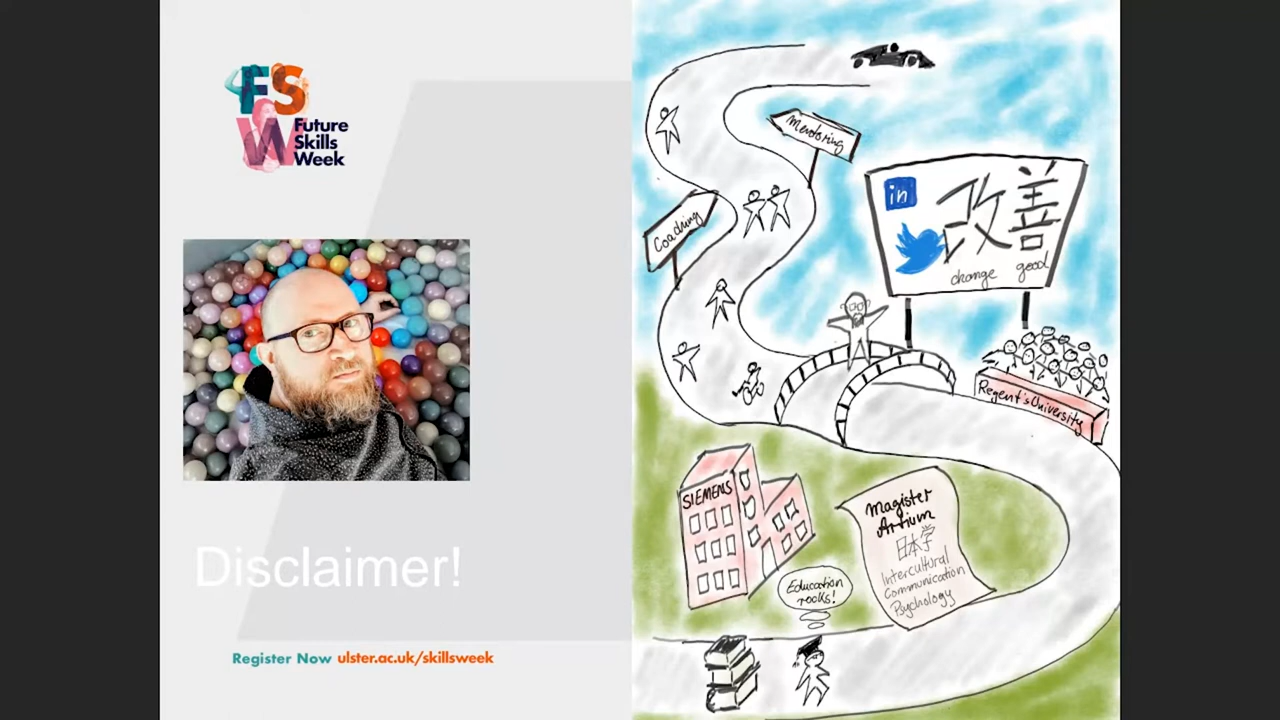 FS
W Future
Skills
Week
Disclaimer!
Register Now ulster.ac.uk/skillsweek
Mentoring
Coaching
in
改善
change good
Regent's University
SIEMENS
Magister
Artium
日本学
Intercultural
Communication
Psychology
Education
rocks!